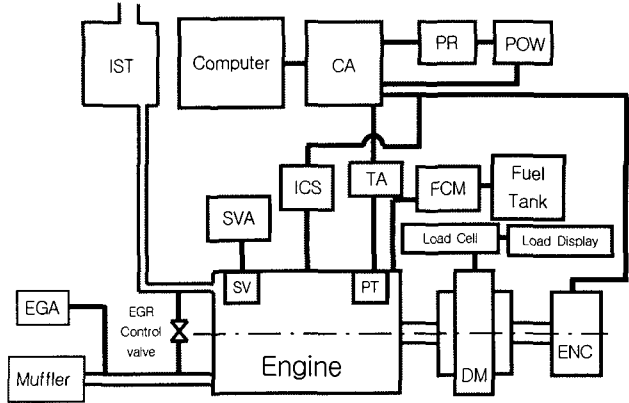 IST
Computer
CA
PR
POW
ICS
TA
FCM
Fuel
Tank
SVA
Load Cell
Load Display
SV
PT
EGA
EGR
Control
valve
Muffler
Engine
DM
ENC